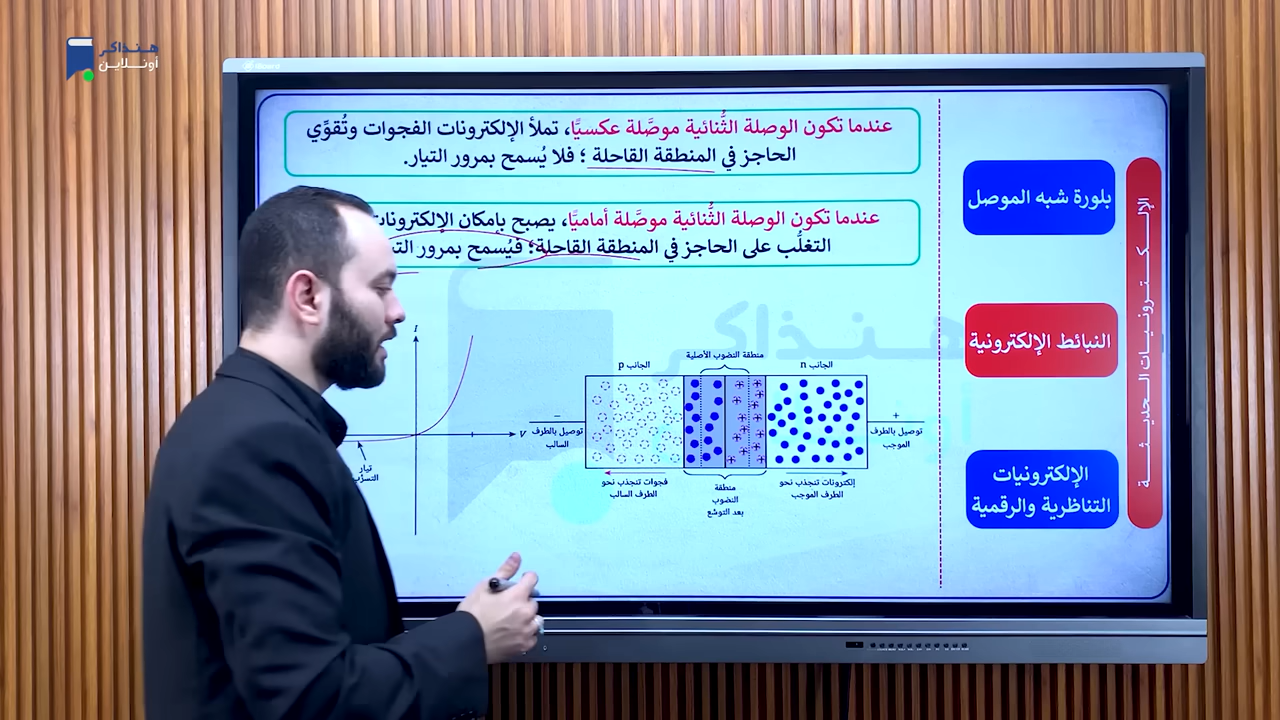 هنذاكر
أونلاين
عندما تكون الوصلة الثُّنائية موصَّلة عكسيًّا، تملأ الإلكترونات الفجوات وتُقوِّي
الحاجز في المنطقة القاحلة ؛ فلا يُسمح بمرور التيار.
عندما تكون الوصلة الثُّنائية موصَّلة أماميًّا، يصبح بإمكان الإلكترونات
التغلُّب على الحاجز في المنطقة القاحلة؛ فيُسمح بمرور
بلورة شبه الموصل
النبائط الإلكترونية
الإلكترونيات
التناظرية والرقمية
الإلكترونيات الحديثة
هنذاكر
منطقة النضوب الأصلية
الجانب n
الجانب p
+
توصيل بالطرف
الموجب
−
توصيل بالطرف
السالب
إلكترونات تنجذب نحو
الطرف الموجب
منطقة
النضوب
بعد التوسُّع
فجوات تنجذب نحو
الطرف السالب
I
V
تيار
التسرُّب